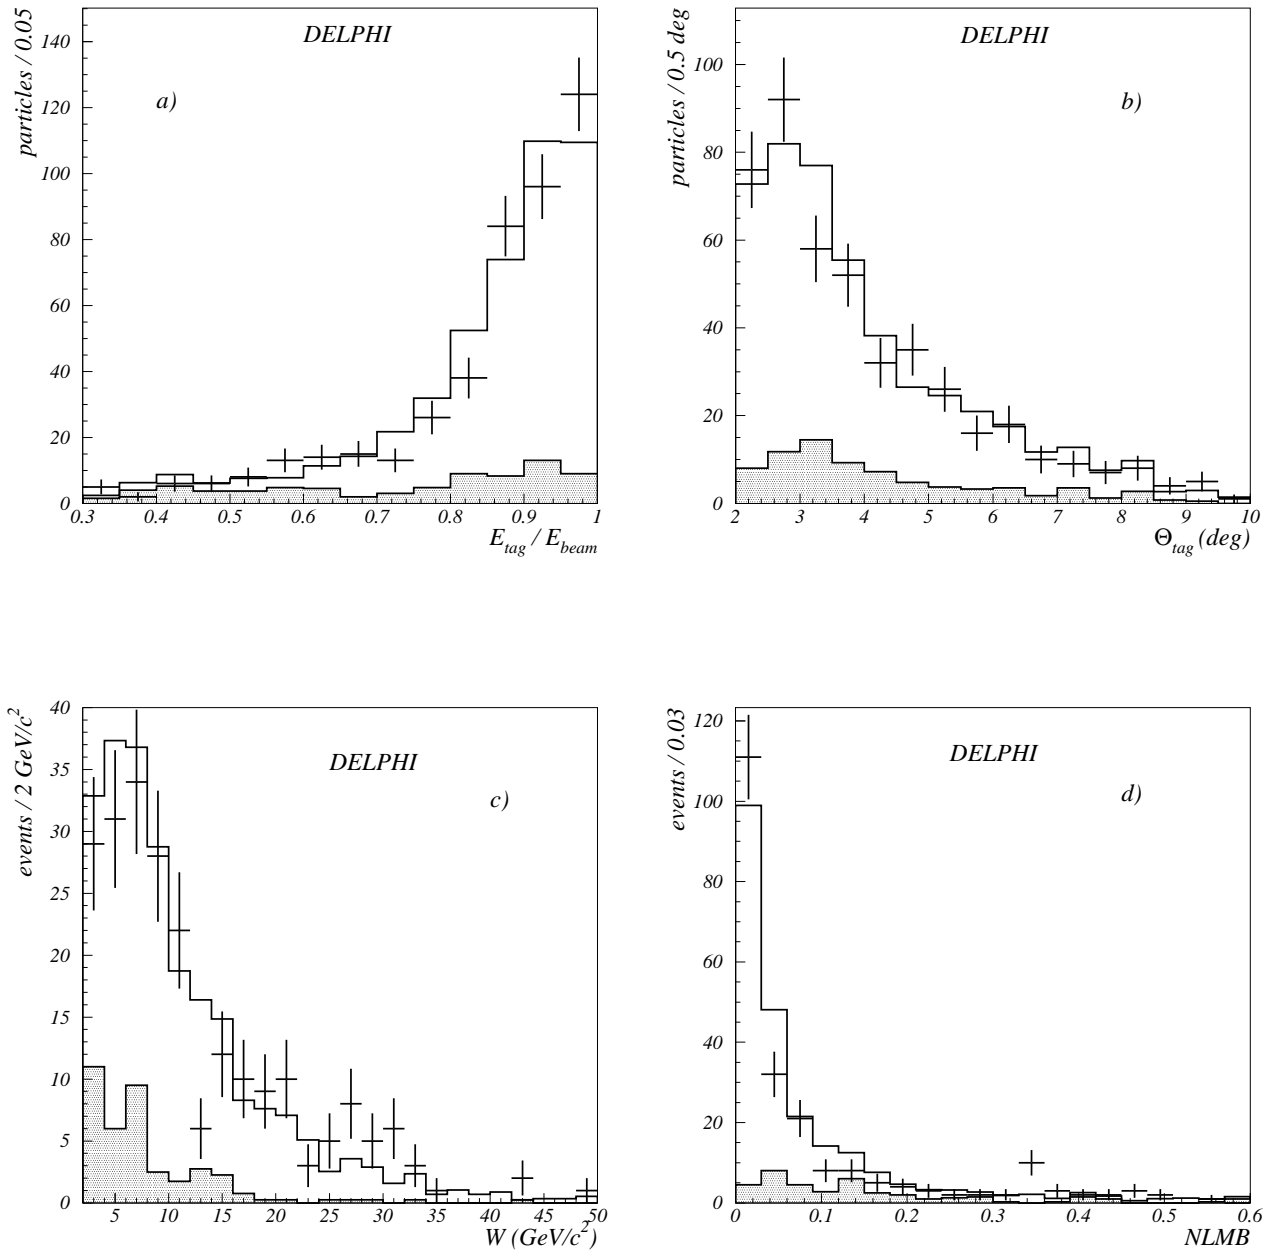 particles / 0.05
DELPHI
a)
140
120
100
80
60
40
20
0
0.3 0.4 0.5 0.6 0.7 0.8 0.9 1
E_tag / E_beam
particles / 0.5 deg
DELPHI
b)
100
80
60
40
20
0
2 3 4 5 6 7 8 9 10
Θ_tag (deg)
events / 2 GeV/c²
DELPHI
c)
40
35
30
25
20
15
10
5
0
5 10 15 20 25 30 35 40 45 50
W (GeV/c²)
events / 0.03
DELPHI
d)
120
100
80
60
40
20
0
0 0.1 0.2 0.3 0.4 0.5 0.6
NLMB